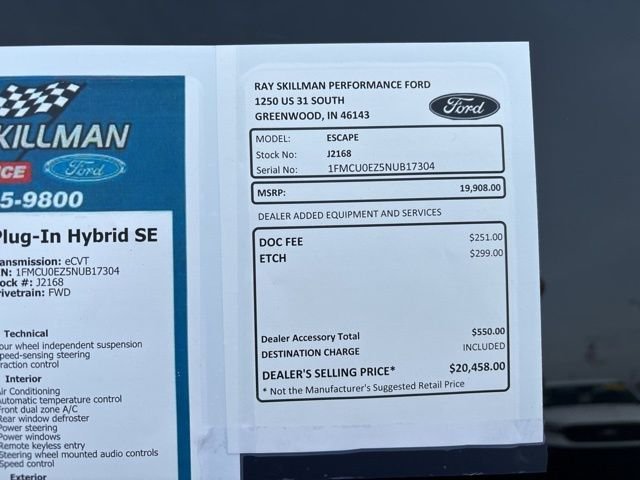 SKILLMAN
Ford
5-9800
Plug-In Hybrid SE
ansmission: eCVT
N: 1FMCU0EZ5NUB17304
ock #: J2168
ivetrain: FWD
Technical
our wheel independent suspension
peed-sensing steering
raction control
Interior
ir Conditioning
utomatic temperature control
ront dual zone A/C
Rear window defroster
Power steering
Power windows
Remote keyless entry
Steering wheel mounted audio controls
Speed control
Exterior
RAY SKILLMAN PERFORMANCE FORD
1250 US 31 SOUTH
GREENWOOD, IN 46143
Ford
MODEL: ESCAPE
Stock No: J2168
Serial No: 1FMCU0EZ5NUB17304
MSRP: 19,908.00
DEALER ADDED EQUIPMENT AND SERVICES
DOC FEE $251.00
ETCH $299.00
Dealer Accessory Total $550.00
DESTINATION CHARGE INCLUDED
DEALER'S SELLING PRICE* $20,458.00
* Not the Manufacturer's Suggested Retail Price